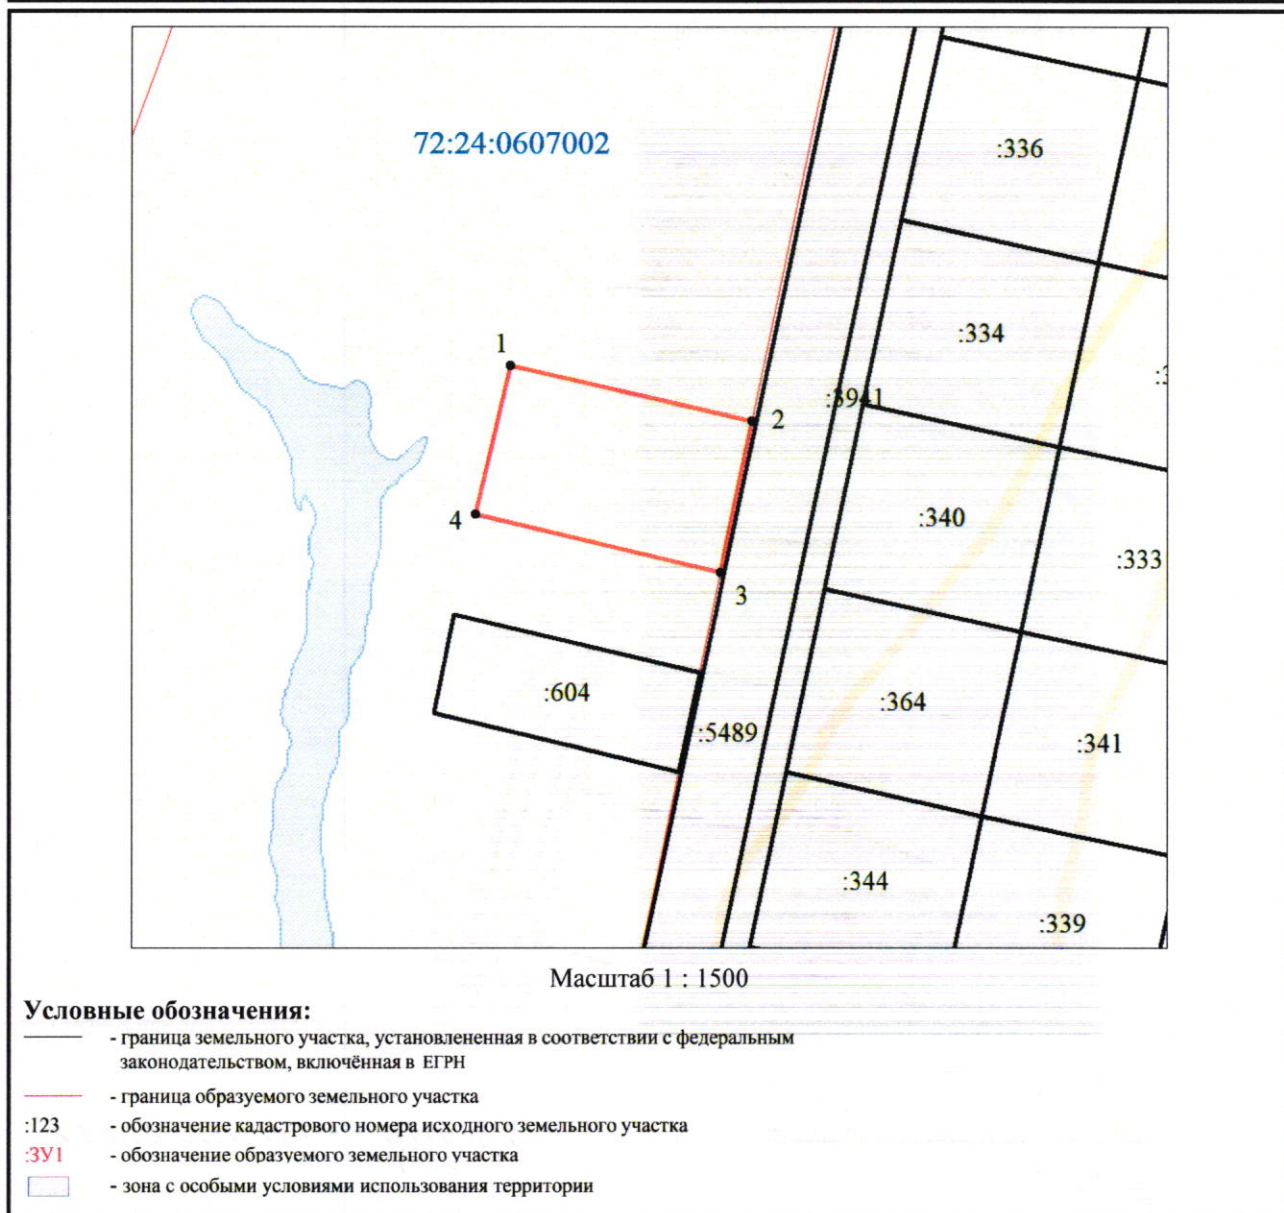 72:24:0607002
:336
:334
:3
1
:3941
2
4
:340
:333
3
:604
:364
:5489
:341
:344
:339
Масштаб 1 : 1500
Условные обозначения:
- граница земельного участка, установлененная в соответствии с федеральным
законодательством, включённая в ЕГРН
- граница образуемого земельного участка
:123 - обозначение кадастрового номера исходного земельного участка
:ЗУ1 - обозначение образуемого земельного участка
- зона с особыми условиями использования территории